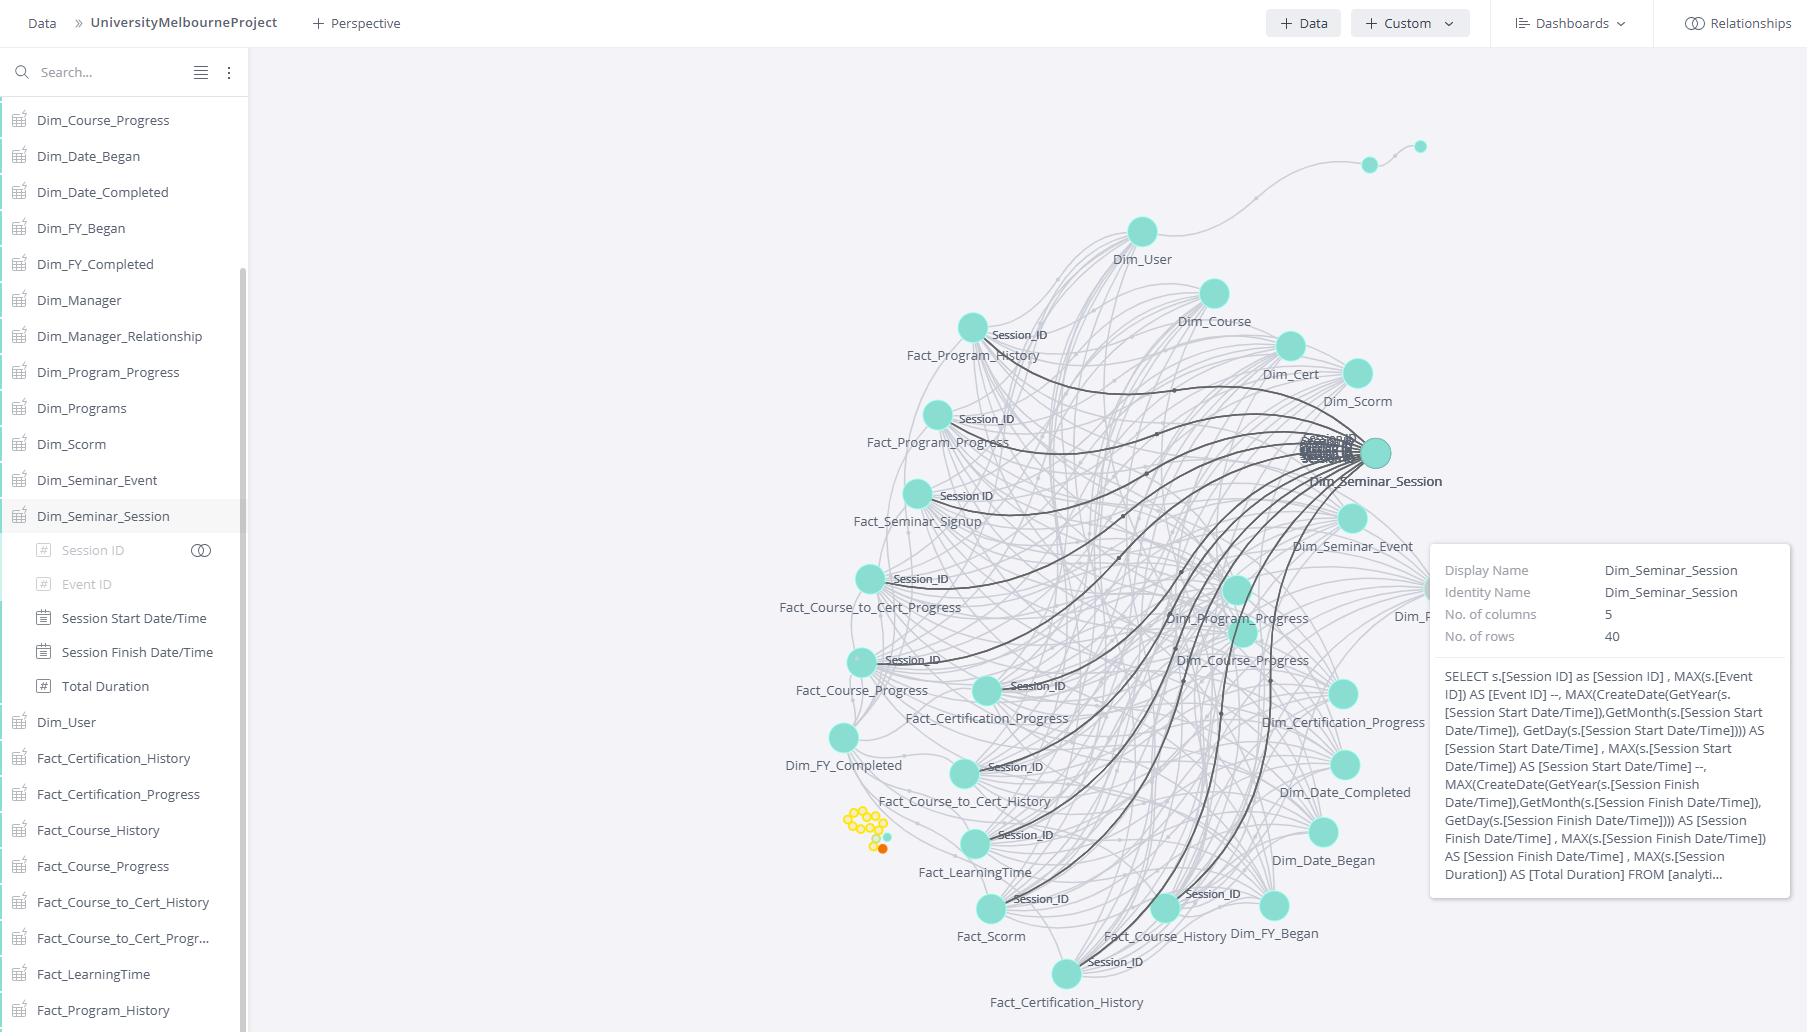 Data » UniversityMelbourneProject + Perspective + Data + Custom Dashboards Relationships
Search...
Dim_Course_Progress
Dim_Date_Began
Dim_Date_Completed
Dim_FY_Began
Dim_FY_Completed
Dim_Manager
Dim_Manager_Relationship
Dim_Program_Progress
Dim_Programs
Dim_Scorm
Dim_Seminar_Event
Dim_Seminar_Session
Session ID
Event ID
Session Start Date/Time
Session Finish Date/Time
Total Duration
Dim_User
Fact_Certification_History
Fact_Certification_Progress
Fact_Course_History
Fact_Course_Progress
Fact_Course_to_Cert_History
Fact_Course_to_Cert_Progr...
Fact_LearningTime
Fact_Program_History
Dim_User
Dim_Course
Session_ID
Fact_Program_History
Dim_Cert
Dim_Scorm
Session_ID
Fact_Program_Progress
Dim_Seminar_Session
Session ID
Fact_Seminar_Signup
Dim_Seminar_Event
Session_ID
Fact_Course_to_Cert_Progress
Dim_Program_Progress
Session_ID
Dim_Course_Progress
Fact_Course_Progress
Session_ID
Fact_Certification_Progress
Dim_Certification_Progress
Dim_FY_Completed
Session_ID
Fact_Course_to_Cert_History
Dim_Date_Completed
Session_ID
Fact_LearningTime
Dim_Date_Began
Session_ID
Fact_Scorm
Session_ID
Fact_Course_History
Dim_FY_Began
Session_ID
Fact_Certification_History
Display Name Dim_Seminar_Session
Identity Name Dim_Seminar_Session
No. of columns 5
No. of rows 40
SELECT s.[Session ID] as [Session ID] , MAX(s.[Event
ID]) AS [Event ID] --, MAX(CreateDate(GetYear(s.
[Session Start Date/Time]),GetMonth(s.[Session Start
Date/Time]), GetDay(s.[Session Start Date/Time]))) AS
[Session Start Date/Time] , MAX(s.[Session Start
Date/Time]) AS [Session Start Date/Time] --,
MAX(CreateDate(GetYear(s.[Session Finish
Date/Time]),GetMonth(s.[Session Finish Date/Time]),
GetDay(s.[Session Finish Date/Time]))) AS [Session
Finish Date/Time] , MAX(s.[Session Finish Date/Time])
AS [Session Finish Date/Time] , MAX(s.[Session
Duration]) AS [Total Duration] FROM [analyti...